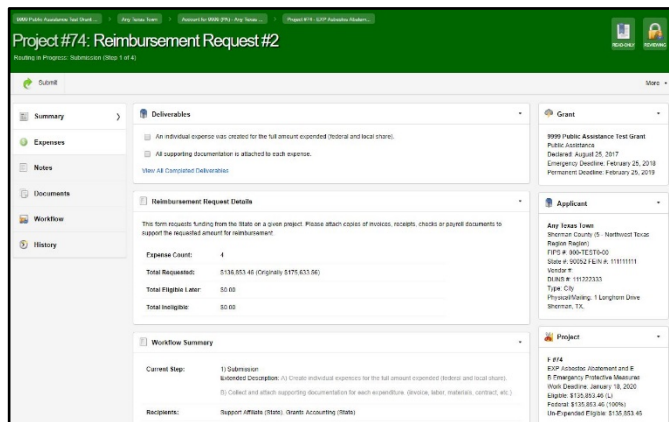 9999 Public Assistance Test Grant ...
Any Texas Town
Account for 9999 (PA) - Any Texas ...
Project #74 - EXP Asbestos Abatem...
Project #74: Reimbursement Request #2
Routing in Progress: Submission (Step 1 of 4)
READ-ONLY
REVIEWING
Submit
More
Summary
Expenses
Notes
Documents
Workflow
History
Deliverables
An individual expense was created for the full amount expended (federal and local share).
All supporting documentation is attached to each expense.
View All Completed Deliverables
Reimbursement Request Details
This form requests funding from the State on a given project. Please attach copies of invoices, receipts, checks or payroll documents to
support the requested amount for reimbursement.
Expense Count: 4
Total Requested: (Originally
Total Eligible Later: $0.00
Total Ineligible: $0.00
Workflow Summary
Current Step: 1) Submission
Extended Description: A) Create individual expenses for the full amount expended (federal and local share).
B) Collect and attach supporting documentation for each expenditure. (invoice, labor, materials, contract, etc.)
Recipients: Support Affiliate (State), Grants Accounting (State)
Grant
9999 Public Assistance Test Grant
Public Assistance
Declared: August 25, 2017
Emergency Deadline: February 25, 2018
Permanent Deadline: February 25, 2019
Applicant
Any Texas Town
Sherman County (5 - Northwest Texas
Region Region)
FIPS #: 000-TEST0-00
State #: 90052 FEIN #: 111111111
Vendor #:
DUNS #: 111222333
Type: City
Physical/Mailing: 1 Longhorn Drive
Sherman, TX,
Project
# #74
EXP Asbestos Abatement and E
B Emergency Protective Measures
Work Deadline: January 18, 2020
Eligible: $135,853.46 (L)
Federal: $135,853.46 (100%)
Un-Expended Eligible: $135,853.46